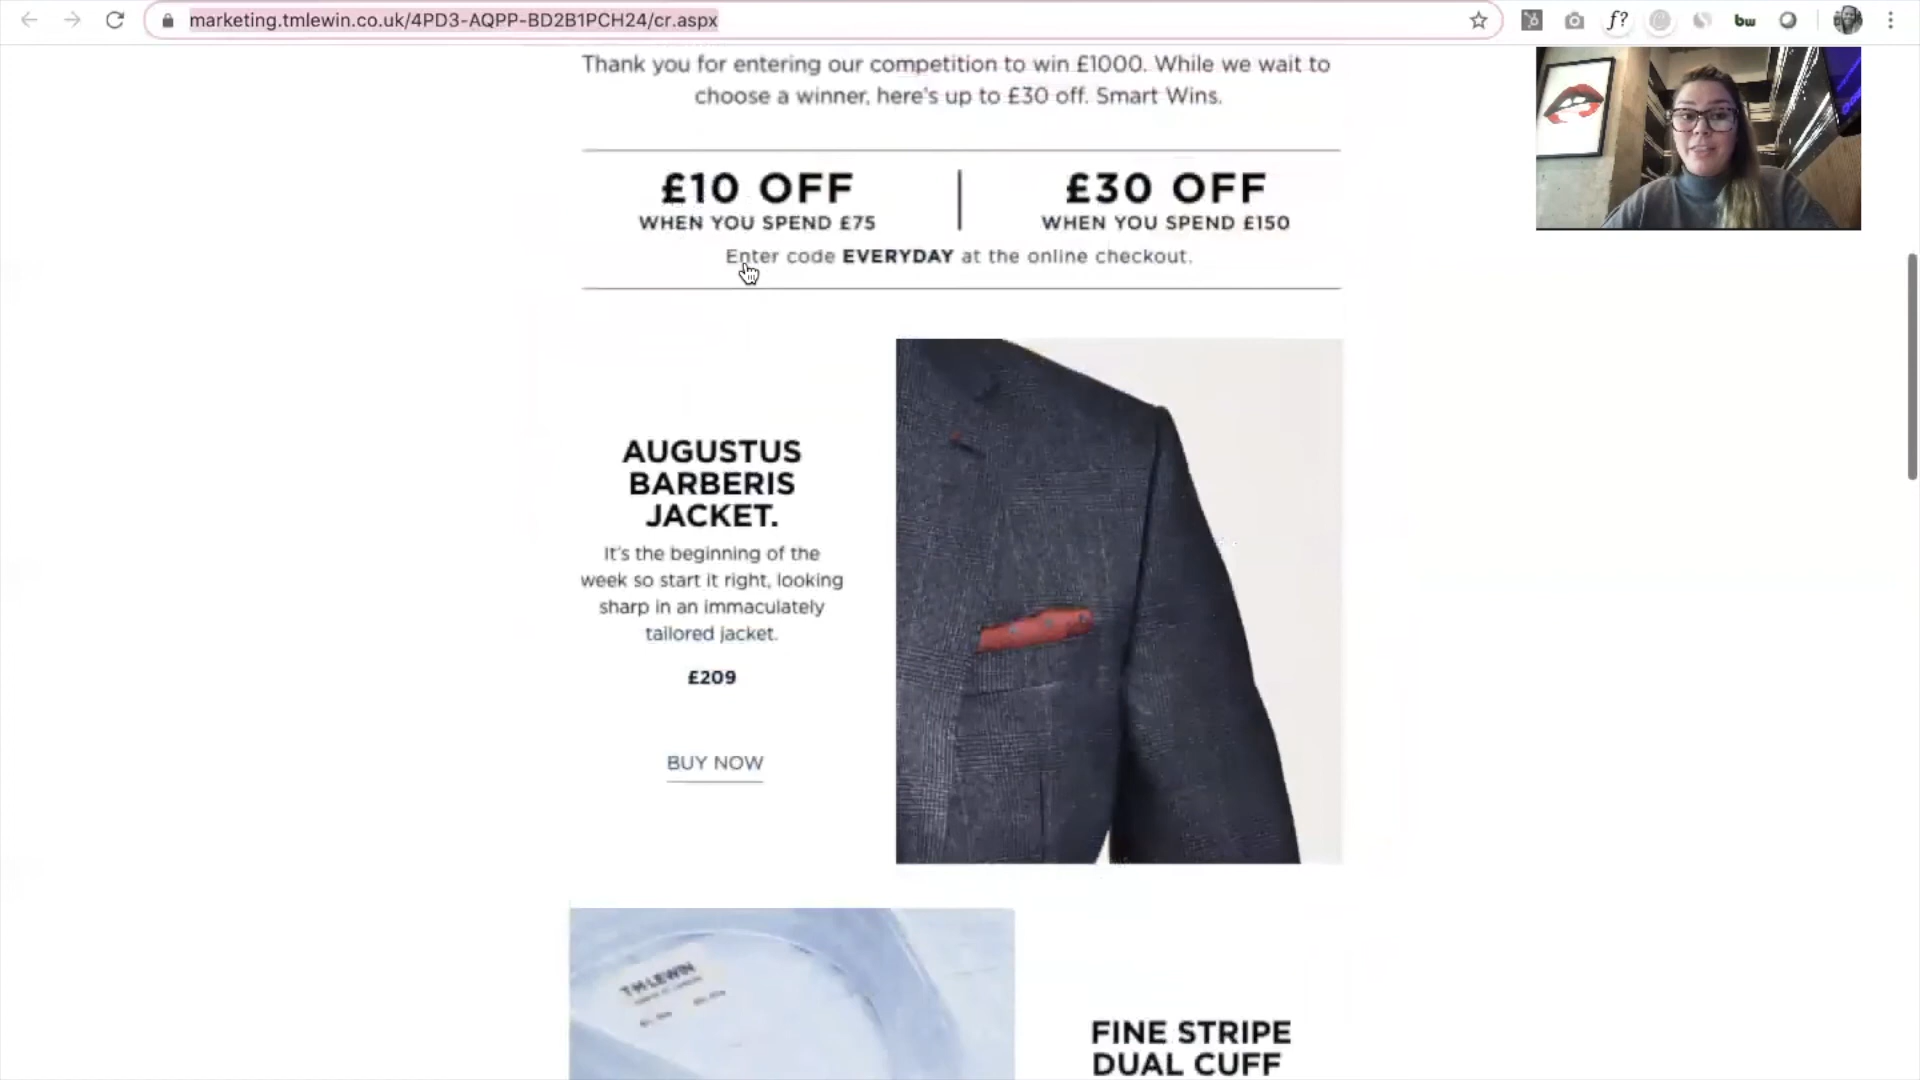 marketing.tmlewin.co.uk/4PD3-AQPP-BD2B1PCH24/cr.aspx
f?
bw
Thank you for entering our competition to win £1000. While we wait to
choose a winner, here's up to £30 off. Smart Wins.
£10 OFF
WHEN YOU SPEND £75
£30 OFF
WHEN YOU SPEND £150
Enter code EVERYDAY at the online checkout.
AUGUSTUS
BARBERIS
JACKET.
It's the beginning of the
week so start it right, looking
sharp in an immaculately
tailored jacket.
£209
BUY NOW
T·M·LEWIN
FINE STRIPE
DUAL CUFF